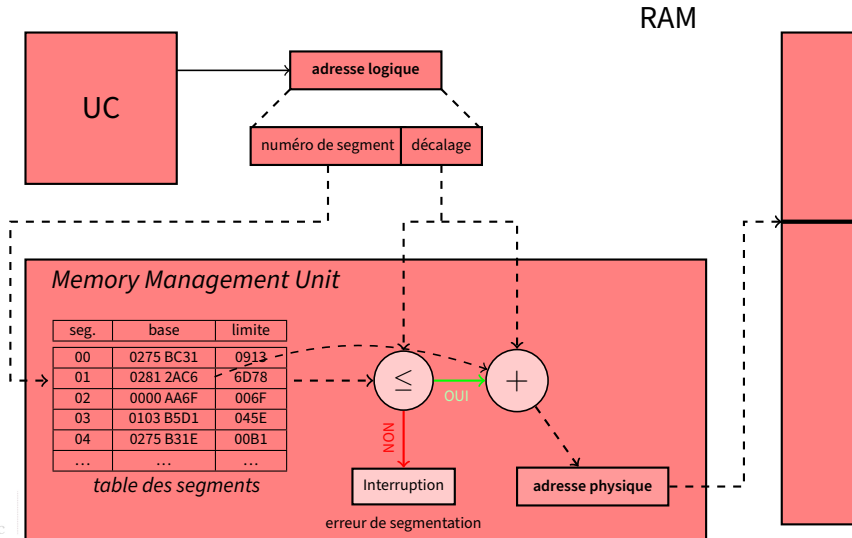 RAM
UC
adresse logique
numéro de segment décalage
Memory Management Unit
seg. base limite
00 0275 BC31 0913
01 0281 2AC6 6D78
02 0000 AA6F 006F
03 0103 B5D1 045E
04 0275 B31E 00B1
... ... ...
table des segments
≤
OUI
+
NON
Interruption
erreur de segmentation
adresse physique